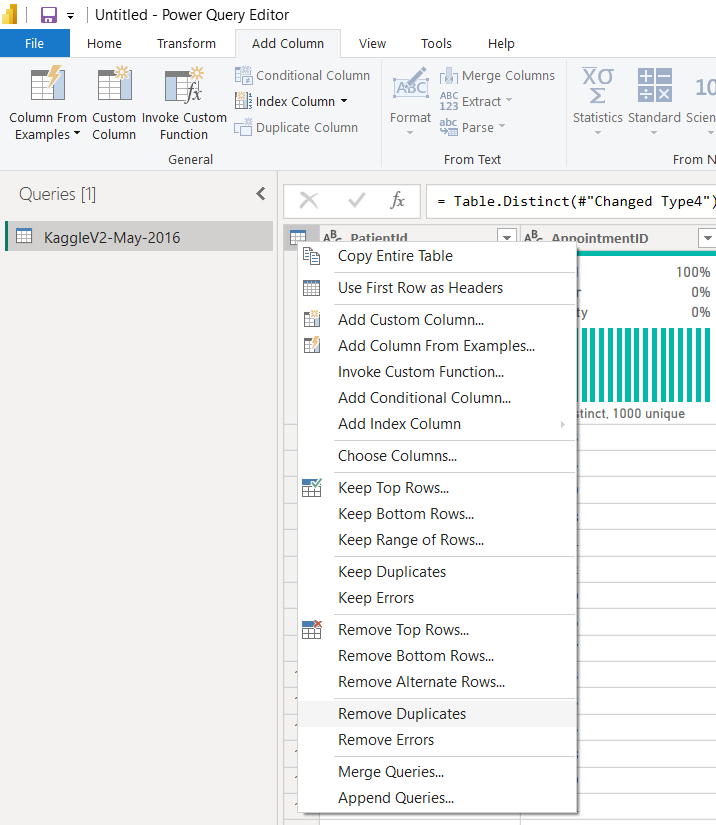 Untitled - Power Query Editor
File Home Transform Add Column View Tools Help
Column From Examples
Custom Column
Invoke Custom Function
Conditional Column
Index Column
Duplicate Column
General
Format
Merge Columns
ABC
123 Extract
abc Parse
From Text
Statistics Standard
From
Queries [1]
KaggleV2-May-2016
fx = Table.Distinct(#"Changed Type4")
PatientId AppointmentID
Copy Entire Table
100%
Use First Row as Headers
0%
0%
Add Custom Column...
Add Column From Examples...
Invoke Custom Function...
Add Conditional Column...
1000 unique
Add Index Column
Choose Columns...
Keep Top Rows...
Keep Bottom Rows...
Keep Range of Rows...
Keep Duplicates
Keep Errors
Remove Top Rows...
Remove Bottom Rows...
Remove Alternate Rows...
Remove Duplicates
Remove Errors
Merge Queries...
Append Queries...